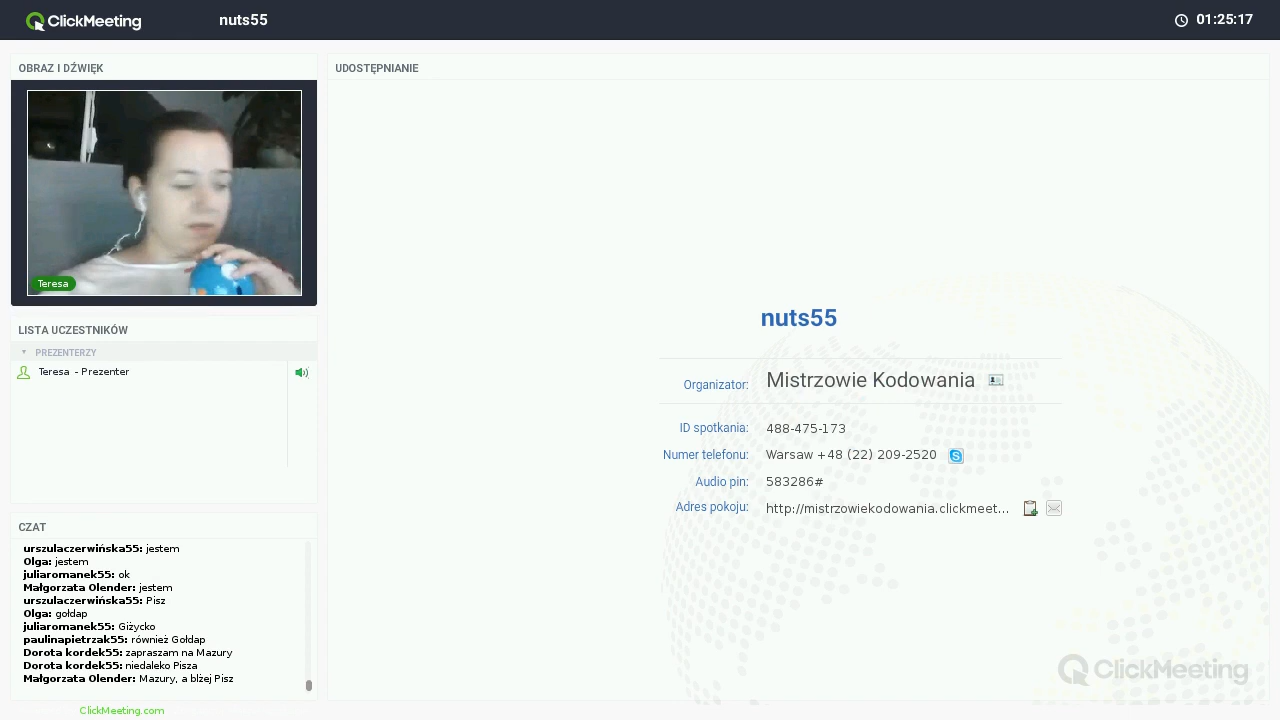 ClickMeeting
nuts55
01:25:17
OBRAZ I DŹWIĘK
Teresa
LISTA UCZESTNIKÓW
PREZENTERZY
Teresa - Prezenter
CZAT
urszulaczerwińska55: jestem
Olga: jestem
juliaromanek55: ok
Małgorzata Olender: jestem
urszulaczerwińska55: Pisz
Olga: gołdap
juliaromanek55: Giżycko
paulinapietrzak55: również Gołdap
Dorota kordek55: zapraszam na Mazury
Dorota kordek55: niedaleko Pisza
Małgorzata Olender: Mazury, a blżej Pisz
ClickMeeting.com
UDOSTĘPNIANIE
nuts55
Organizator: Mistrzowie Kodowania
ID spotkania: 488-475-173
Numer telefonu: Warsaw +48 (22) 209-2520
Audio pin: 583286#
Adres pokoju: http://mistrzowiekodowania.clickmeet...
ClickMeeting